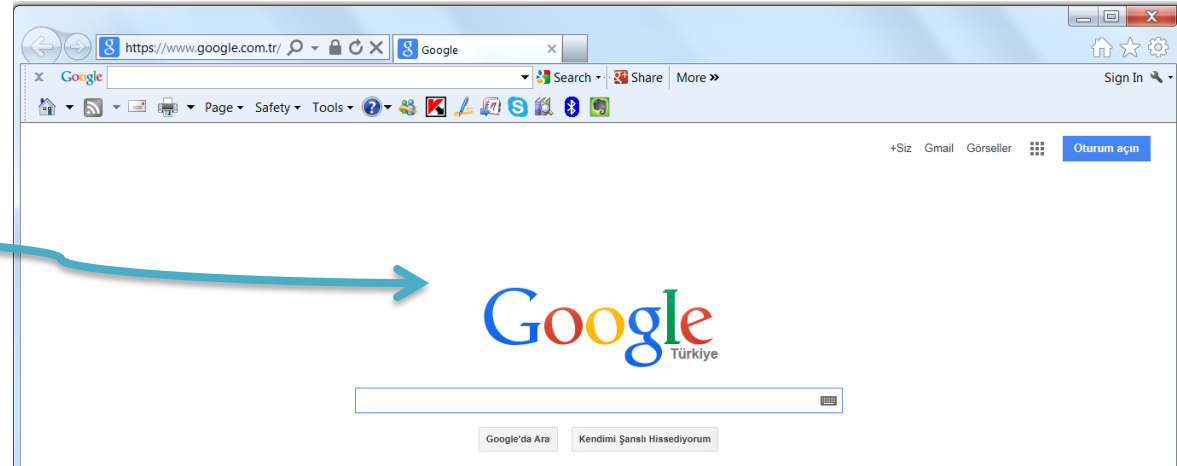 https://www.google.com.tr/ Google
x Google Search Share More »
Sign In
Page Safety Tools
+Siz Gmail Görseller Oturum açın
Google
Türkiye
Google'da Ara Kendimi Şanslı Hissediyorum